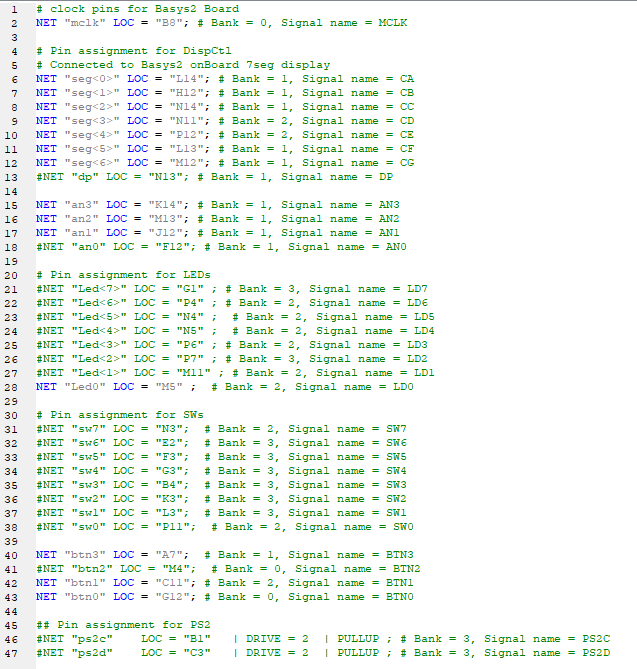 1 # clock pins for Basys2 Board
2 NET "mclk" LOC = "B8"; # Bank = 0, Signal name = MCLK
3
4 # Pin assignment for DispCtl
5 # Connected to Basys2 onBoard 7seg display
6 NET "seg<0>" LOC = "L14"; # Bank = 1, Signal name = CA
7 NET "seg<1>" LOC = "H12"; # Bank = 1, Signal name = CB
8 NET "seg<2>" LOC = "N14"; # Bank = 1, Signal name = CC
9 NET "seg<3>" LOC = "N11"; # Bank = 2, Signal name = CD
10 NET "seg<4>" LOC = "P12"; # Bank = 2, Signal name = CE
11 NET "seg<5>" LOC = "L13"; # Bank = 1, Signal name = CF
12 NET "seg<6>" LOC = "M12"; # Bank = 1, Signal name = CG
13 #NET "dp" LOC = "N13"; # Bank = 1, Signal name = DP
14
15 NET "an3" LOC = "K14"; # Bank = 1, Signal name = AN3
16 NET "an2" LOC = "M13"; # Bank = 1, Signal name = AN2
17 NET "an1" LOC = "J12"; # Bank = 1, Signal name = AN1
18 #NET "an0" LOC = "F12"; # Bank = 1, Signal name = AN0
19
20 # Pin assignment for LEDs
21 #NET "Led<7>" LOC = "G1" ; # Bank = 3, Signal name = LD7
22 #NET "Led<6>" LOC = "P4" ; # Bank = 2, Signal name = LD6
23 #NET "Led<5>" LOC = "N4" ;  # Bank = 2, Signal name = LD5
24 #NET "Led<4>" LOC = "N5" ;  # Bank = 2, Signal name = LD4
25 #NET "Led<3>" LOC = "P6" ; # Bank = 2, Signal name = LD3
26 #NET "Led<2>" LOC = "P7" ; # Bank = 3, Signal name = LD2
27 #NET "Led<1>" LOC = "M11" ; # Bank = 2, Signal name = LD1
28 NET "Led0" LOC = "M5" ;  # Bank = 2, Signal name = LD0
29
30 # Pin assignment for SWs
31 #NET "sw7" LOC = "N3";  # Bank = 2, Signal name = SW7
32 #NET "sw6" LOC = "E2";  # Bank = 3, Signal name = SW6
33 #NET "sw5" LOC = "F3";  # Bank = 3, Signal name = SW5
34 #NET "sw4" LOC = "G3";  # Bank = 3, Signal name = SW4
35 #NET "sw3" LOC = "B4";  # Bank = 3, Signal name = SW3
36 #NET "sw2" LOC = "K3";  # Bank = 3, Signal name = SW2
37 #NET "sw1" LOC = "L3";  # Bank = 3, Signal name = SW1
38 #NET "sw0" LOC = "P11";  # Bank = 2, Signal name = SW0
39
40 NET "btn3" LOC = "A7";  # Bank = 1, Signal name = BTN3
41 #NET "btn2" LOC = "M4";  # Bank = 0, Signal name = BTN2
42 NET "btn1" LOC = "C11"; # Bank = 2, Signal name = BTN1
43 NET "btn0" LOC = "G12"; # Bank = 0, Signal name = BTN0
44
45 ## Pin assignment for PS2
46 #NET "ps2c"    LOC = "B1"   | DRIVE = 2  | PULLUP ; # Bank = 3, Signal name = PS2C
47 #NET "ps2d"    LOC = "C3"   | DRIVE = 2  | PULLUP ; # Bank = 3, Signal name = PS2D